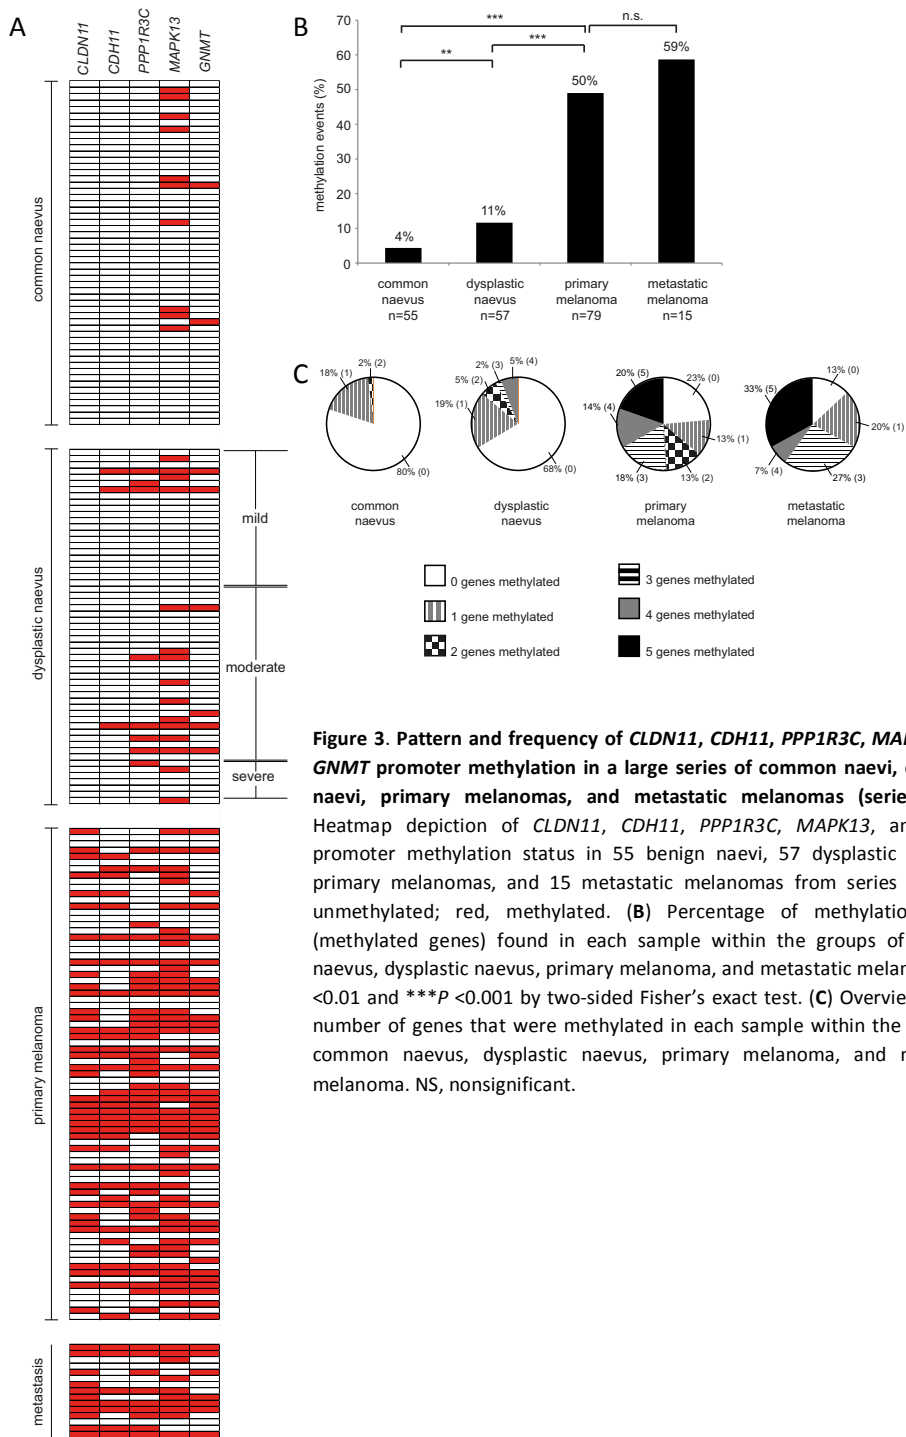 A
CLDN11
CDH11
PPP1R3C
MAPK13
GNMT
common naevus
dysplastic naevus
mild
moderate
severe
primary melanoma
metastasis
B
methylation events (%)
70
60
50
40
30
20
10
0
***
**
***
n.s.
4%
11%
50%
59%
common naevus n=55
dysplastic naevus n=57
primary melanoma n=79
metastatic melanoma n=15
C
18% (1)
2% (2)
80% (0)
common naevus
2% (3)
5% (4)
5% (2)
19% (1)
68% (0)
dysplastic naevus
20% (5)
23% (0)
14% (4)
13% (1)
18% (3)
13% (2)
primary melanoma
13% (0)
33% (5)
20% (1)
7% (4)
27% (3)
metastatic melanoma
0 genes methylated
1 gene methylated
2 genes methylated
3 genes methylated
4 genes methylated
5 genes methylated
Figure 3. Pattern and frequency of CLDN11, CDH11, PPP1R3C,
GNMT promoter methylation in a large series of common naevi,
naevi, primary melanomas, and metastatic melanomas (serie
Heatmap depiction of CLDN11, CDH11, PPP1R3C, MAPK13, an
promoter methylation status in 55 benign naevi, 57 dysplastic
primary melanomas, and 15 metastatic melanomas from series
unmethylated; red, methylated. (B) Percentage of methylation
(methylated genes) found in each sample within the groups of
naevus, dysplastic naevus, primary melanoma, and metastatic melan
<0.01 and ***P <0.001 by two-sided Fisher's exact test. (C) Overvie
number of genes that were methylated in each sample within the
common naevus, dysplastic naevus, primary melanoma, and
melanoma. NS, nonsignificant.